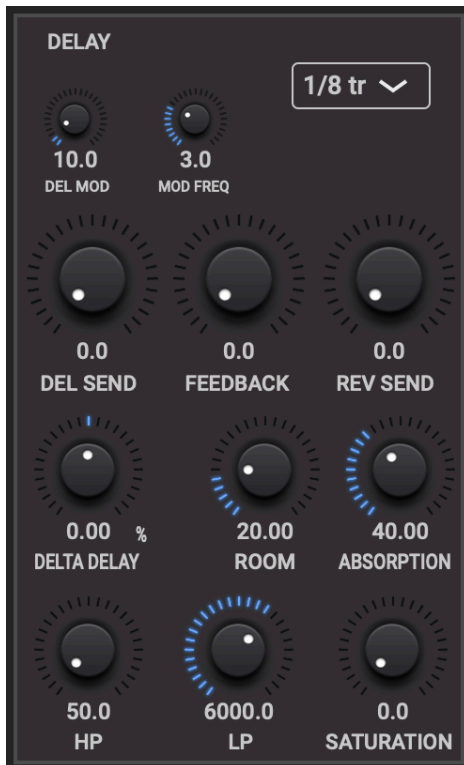 DELAY
1/8 tr
10.0 3.0
DEL MOD MOD FREQ
0.0 0.0 0.0
DEL SEND FEEDBACK REV SEND
0.00 % 20.00 40.00
DELTA DELAY ROOM ABSORPTION
50.0 6000.0 0.0
HP LP SATURATION